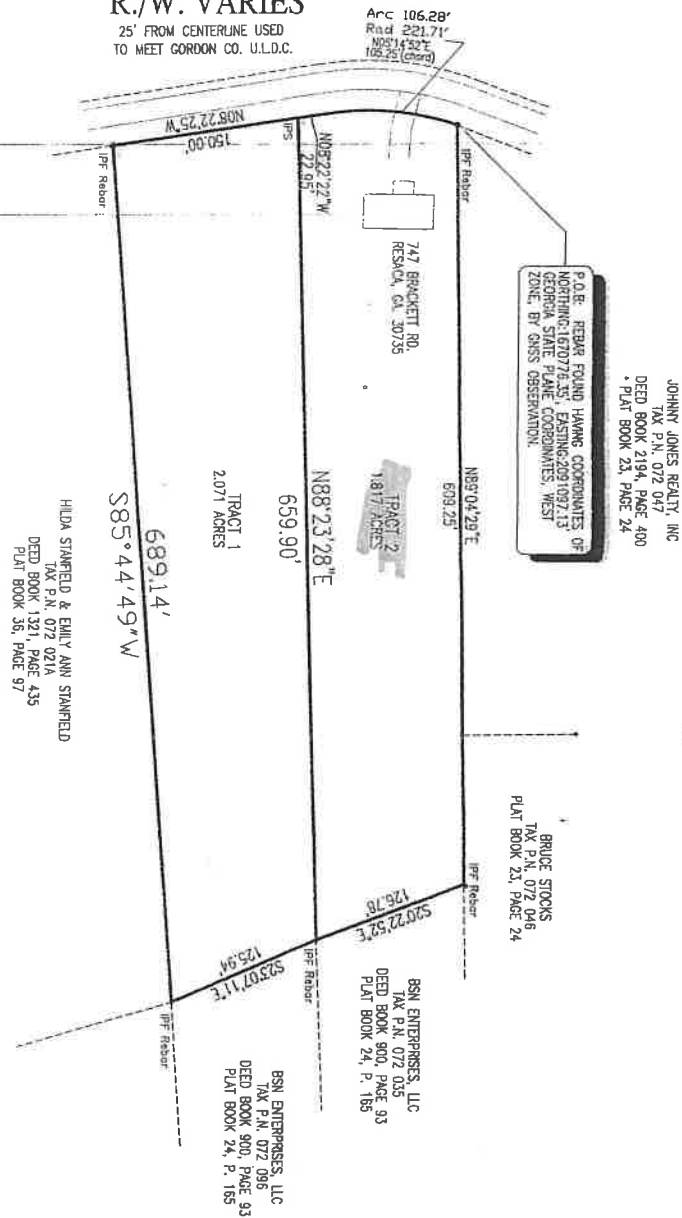 R./W. VARIES
25' FROM CENTERLINE USED
TO MEET GORDON CO. U.L.D.C.
Arc 106.28'
Rad 221.71'
N05°14'52"E
105.25'(chord)
JOHNNY JONES REALTY, INC
TAX P.N. 072 047
DEED BOOK 2194, PAGE 400
PLAT BOOK 23, PAGE 24
P.O.B: REBAR FOUND HAVING COORDINATES OF
NORTHING:1670776.35', EASTING:2091097.13'
GEORGIA STATE PLANE COORDINATES, WEST
ZONE, BY GNSS OBSERVATION.
IPF Rebar
N08°22'25"W
150.00'
IPF Rebar
IPS
N08°22'22"W
22.95'
747 BRACKETT RD.
RESACA, GA. 30735
N89°04'29"E
609.25'
TRACT 2
1.817 ACRES
N88°23'28"E
659.90'
TRACT 1
2.071 ACRES
689.14'
S85°44'49"W
HILDA STANFIELD & EMILY ANN STANFIELD
TAX P.N. 072 021A
DEED BOOK 1321, PAGE 435
PLAT BOOK 36, PAGE 97
BRUCE STOCKS
TAX P.N. 072 046
PLAT BOOK 23, PAGE 24
IPF Rebar
S20°22'52"E
126.78'
BSN ENTERPRISES, LLC
TAX P.N. 072 035
DEED BOOK 900, PAGE 93
PLAT BOOK 24, P. 165
IPF Rebar
S23°07'11"E
125.94'
IPF Rebar
BSN ENTERPRISES, LLC
TAX P.N. 072 096
DEED BOOK 900, PAGE 93
PLAT BOOK 24, P. 165